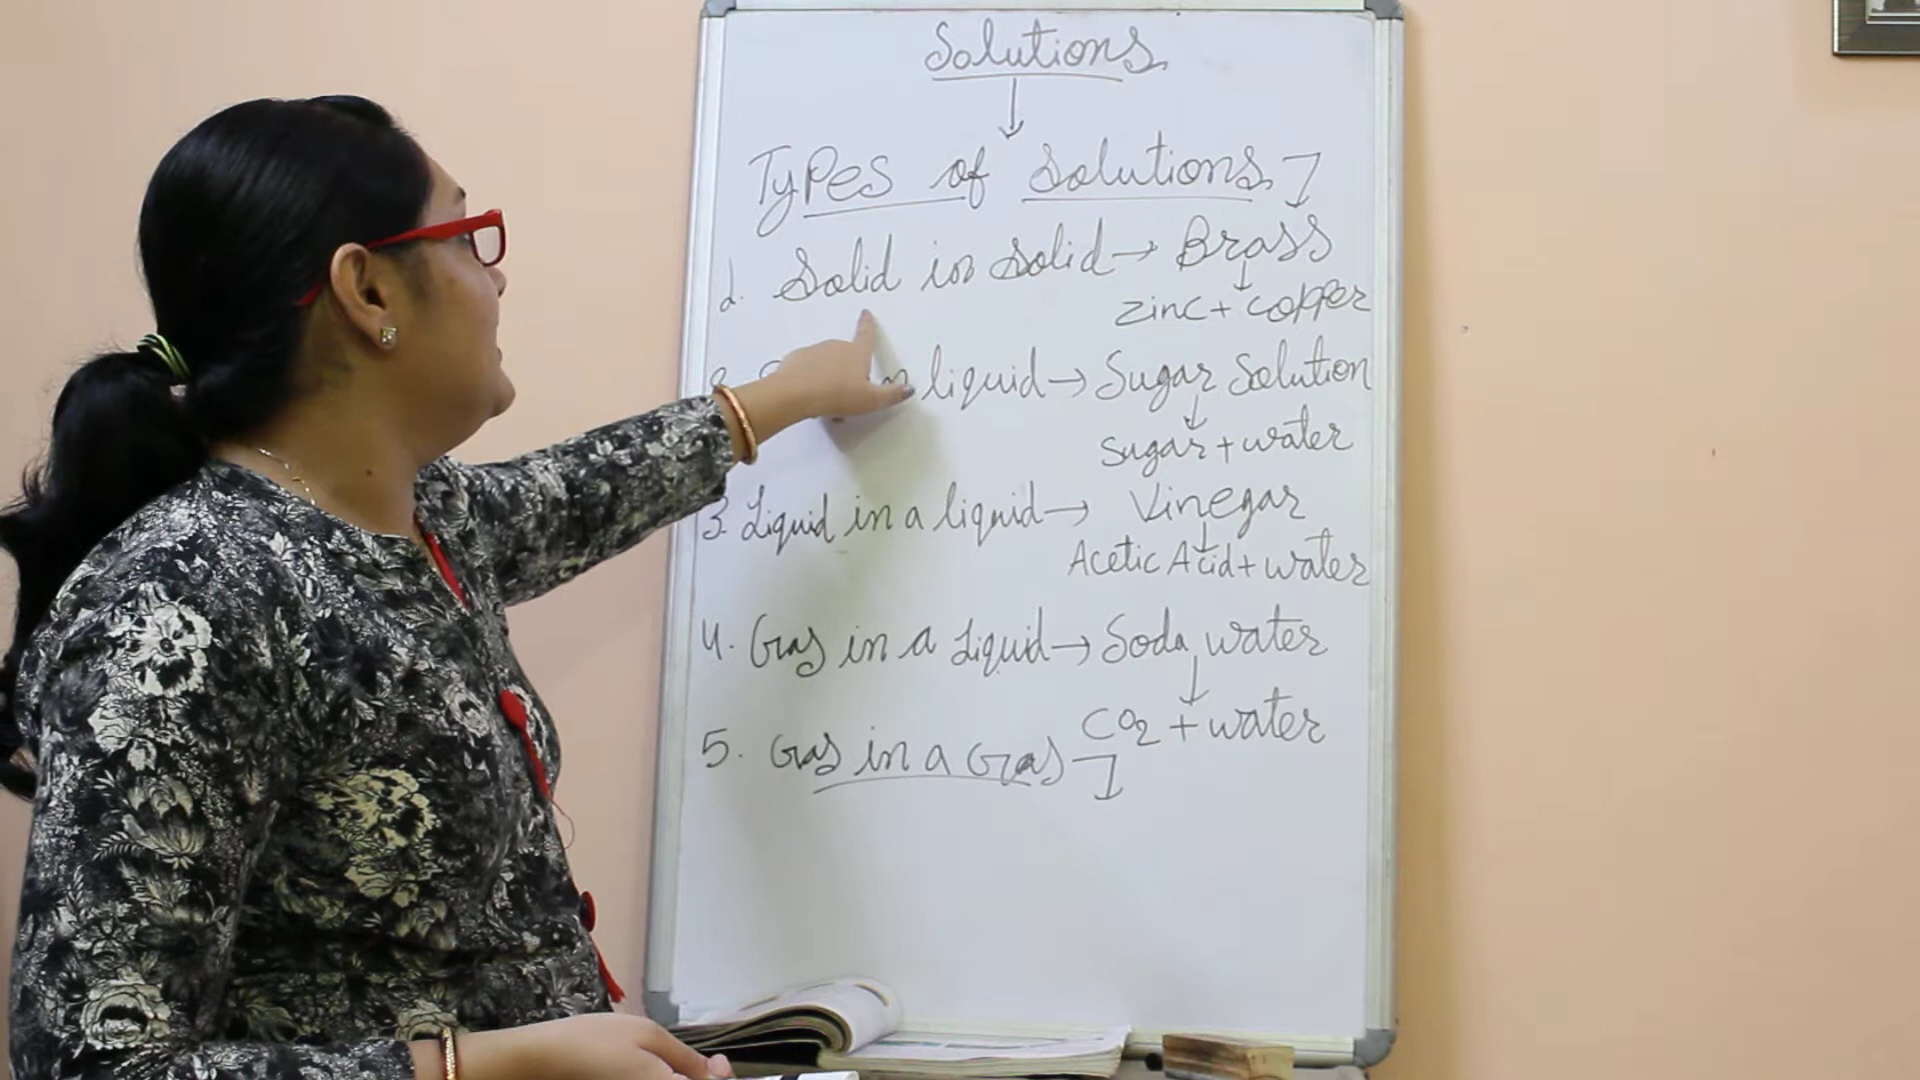 Solutions
Types of Solutions
1. Solid in Solid → Brass
Zinc + Copper
liquid → Sugar Solution
Sugar + water
3. Liquid in a liquid → Vinegar
Acetic Acid + water
4. Gas in a Liquid → Soda water
CO₂ + water
5. Gas in a Gas